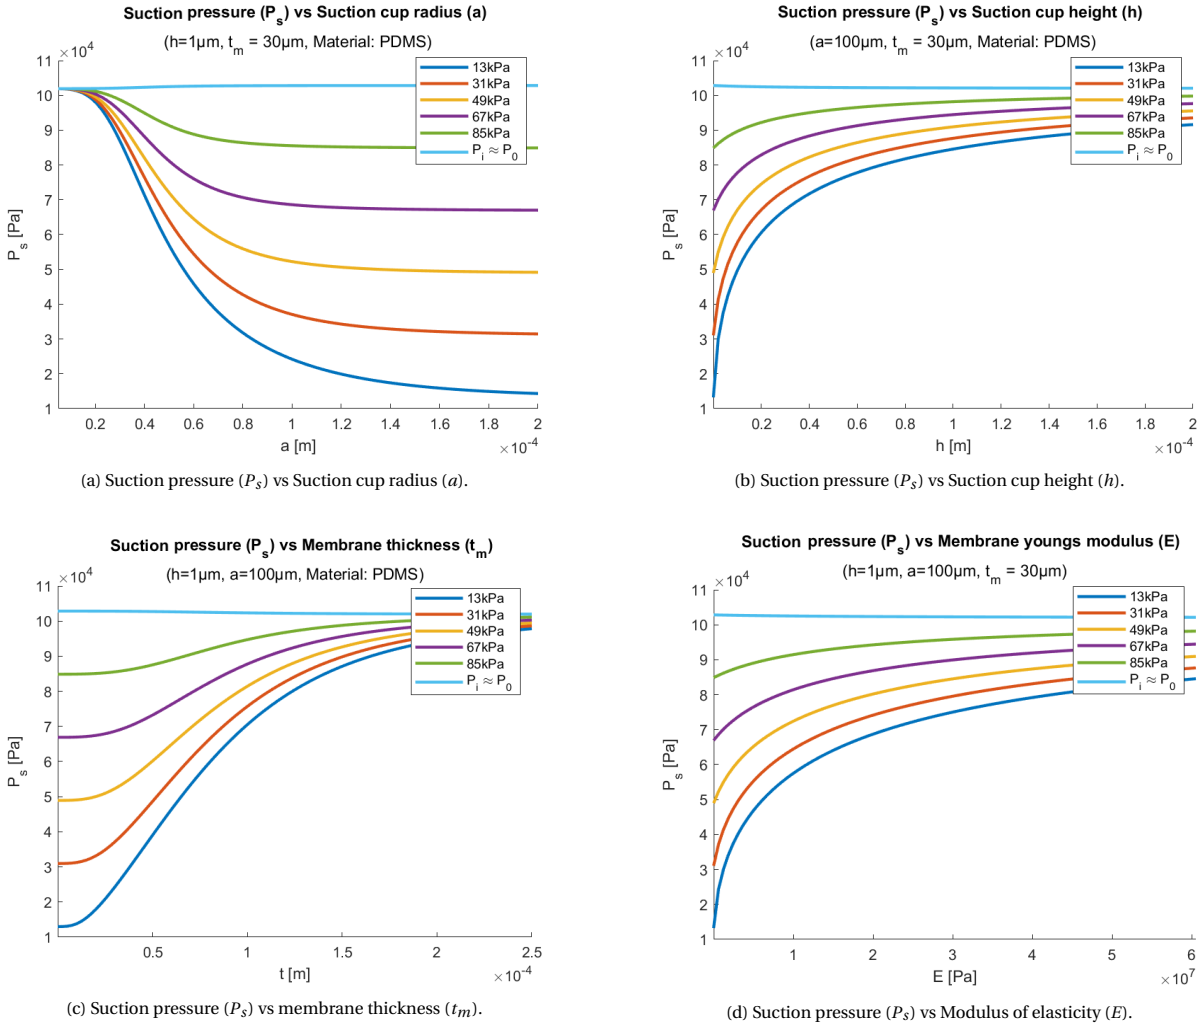 Suction pressure (Pₛ) vs Suction cup radius (a)
(h=1μm, tₘ = 30μm, Material: PDMS)
×10⁴
11
10
9
8
7
6
5
4
3
2
1
Pₛ [Pa]
0.2 0.4 0.6 0.8 1 1.2 1.4 1.6 1.8 2
×10⁻⁴
a [m]
13kPa
31kPa
49kPa
67kPa
85kPa
Pᵢ ≈ P₀
(a) Suction pressure (Pₛ) vs Suction cup radius (a).
Suction pressure (Pₛ) vs Suction cup height (h)
(a=100μm, tₘ = 30μm, Material: PDMS)
×10⁴
11
10
9
8
7
6
5
4
3
2
1
Pₛ [Pa]
0.2 0.4 0.6 0.8 1 1.2 1.4 1.6 1.8 2
×10⁻⁴
h [m]
13kPa
31kPa
49kPa
67kPa
85kPa
Pᵢ ≈ P₀
(b) Suction pressure (Pₛ) vs Suction cup height (h).
Suction pressure (Pₛ) vs Membrane thickness (tₘ)
(h=1μm, a=100μm, Material: PDMS)
×10⁴
11
10
9
8
7
6
5
4
3
2
1
Pₛ [Pa]
0.5 1 1.5 2 2.5
×10⁻⁴
t [m]
13kPa
31kPa
49kPa
67kPa
85kPa
Pᵢ ≈ P₀
(c) Suction pressure (Pₛ) vs membrane thickness (tₘ).
Suction pressure (Pₛ) vs Membrane youngs modulus (E)
(h=1μm, a=100μm, tₘ = 30μm)
×10⁴
11
10
9
8
7
6
5
4
3
2
1
Pₛ [Pa]
1 2 3 4 5 6
×10⁷
E [Pa]
13kPa
31kPa
49kPa
67kPa
85kPa
Pᵢ ≈ P₀
(d) Suction pressure (Pₛ) vs Modulus of elasticity (E).